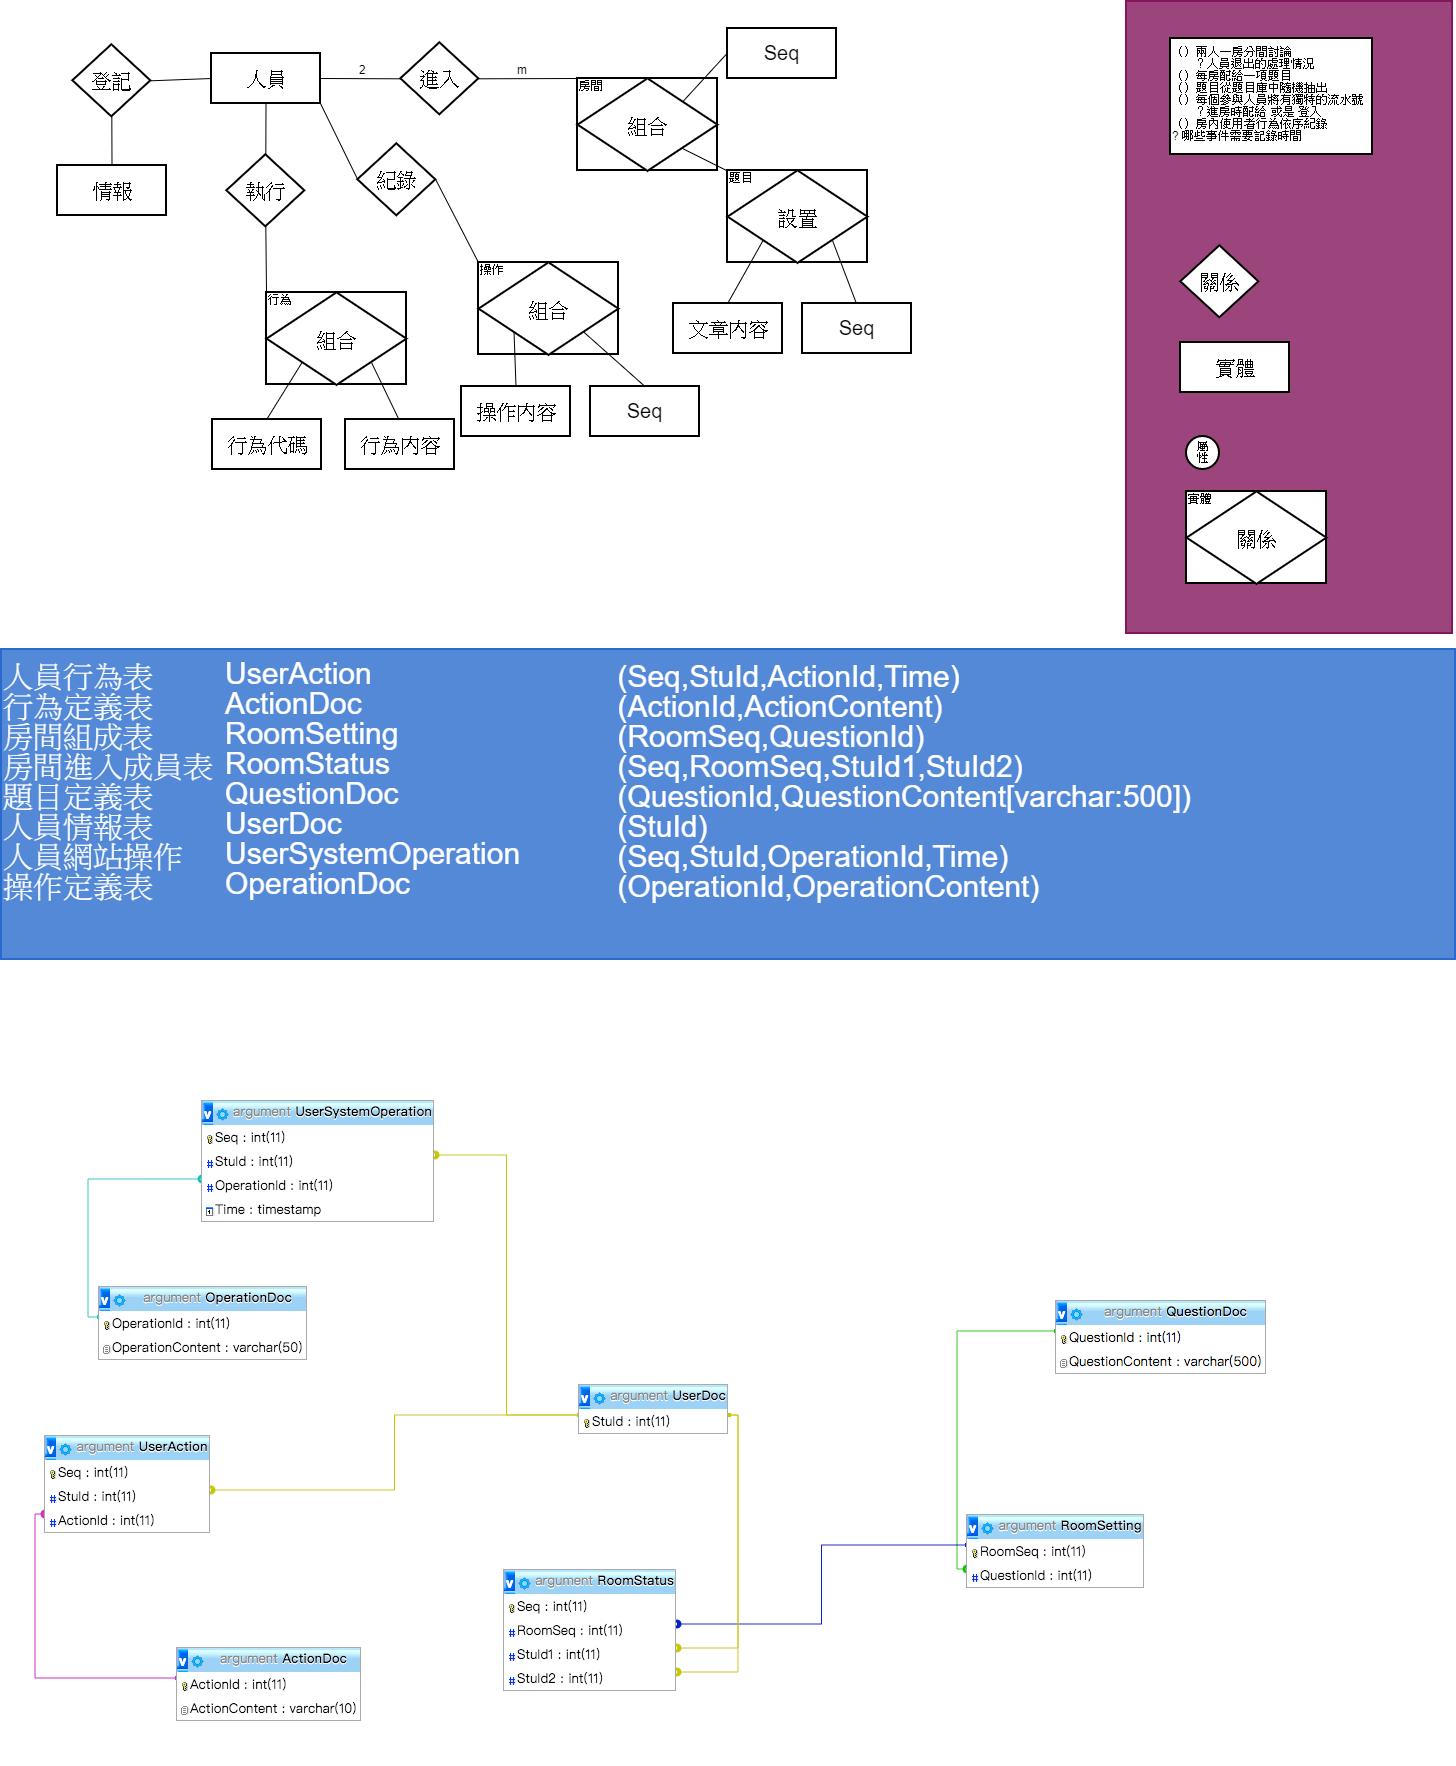 登記
人員
2
進入
m
Seq
房間
組合
情報
執行
紀錄
題目
設置
行為
組合
操作
組合
文章內容
Seq
行為代碼
行為內容
操作內容
Seq
() 兩人一房分間討論
? 人員退出的處理情況
() 每房配給一項題目
() 題目從題目庫中隨機抽出
() 每個參與人員將有獨特的流水號
? 進房時配給 或是 登入
() 房內使用者行為依序紀錄
? 哪些事件需要記錄時間
關係
實體
屬性
實體
關係
人員行為表 UserAction (Seq,StuId,ActionId,Time)
行為定義表 ActionDoc (ActionId,ActionContent)
房間組成表 RoomSetting (RoomSeq,QuestionId)
房間進入成員表 RoomStatus (Seq,RoomSeq,StuId1,StuId2)
題目定義表 QuestionDoc (QuestionId,QuestionContent[varchar:500])
人員情報表 UserDoc (StuId)
人員網站操作 UserSystemOperation (Seq,StuId,OperationId,Time)
操作定義表 OperationDoc (OperationId,OperationContent)
argument UserSystemOperation
Seq : int(11)
StuId : int(11)
OperationId : int(11)
Time : timestamp
argument OperationDoc
OperationId : int(11)
OperationContent : varchar(50)
argument QuestionDoc
QuestionId : int(11)
QuestionContent : varchar(500)
argument UserDoc
StuId : int(11)
argument UserAction
Seq : int(11)
StuId : int(11)
ActionId : int(11)
argument RoomSetting
RoomSeq : int(11)
QuestionId : int(11)
argument RoomStatus
Seq : int(11)
RoomSeq : int(11)
StuId1 : int(11)
StuId2 : int(11)
argument ActionDoc
ActionId : int(11)
ActionContent : varchar(10)